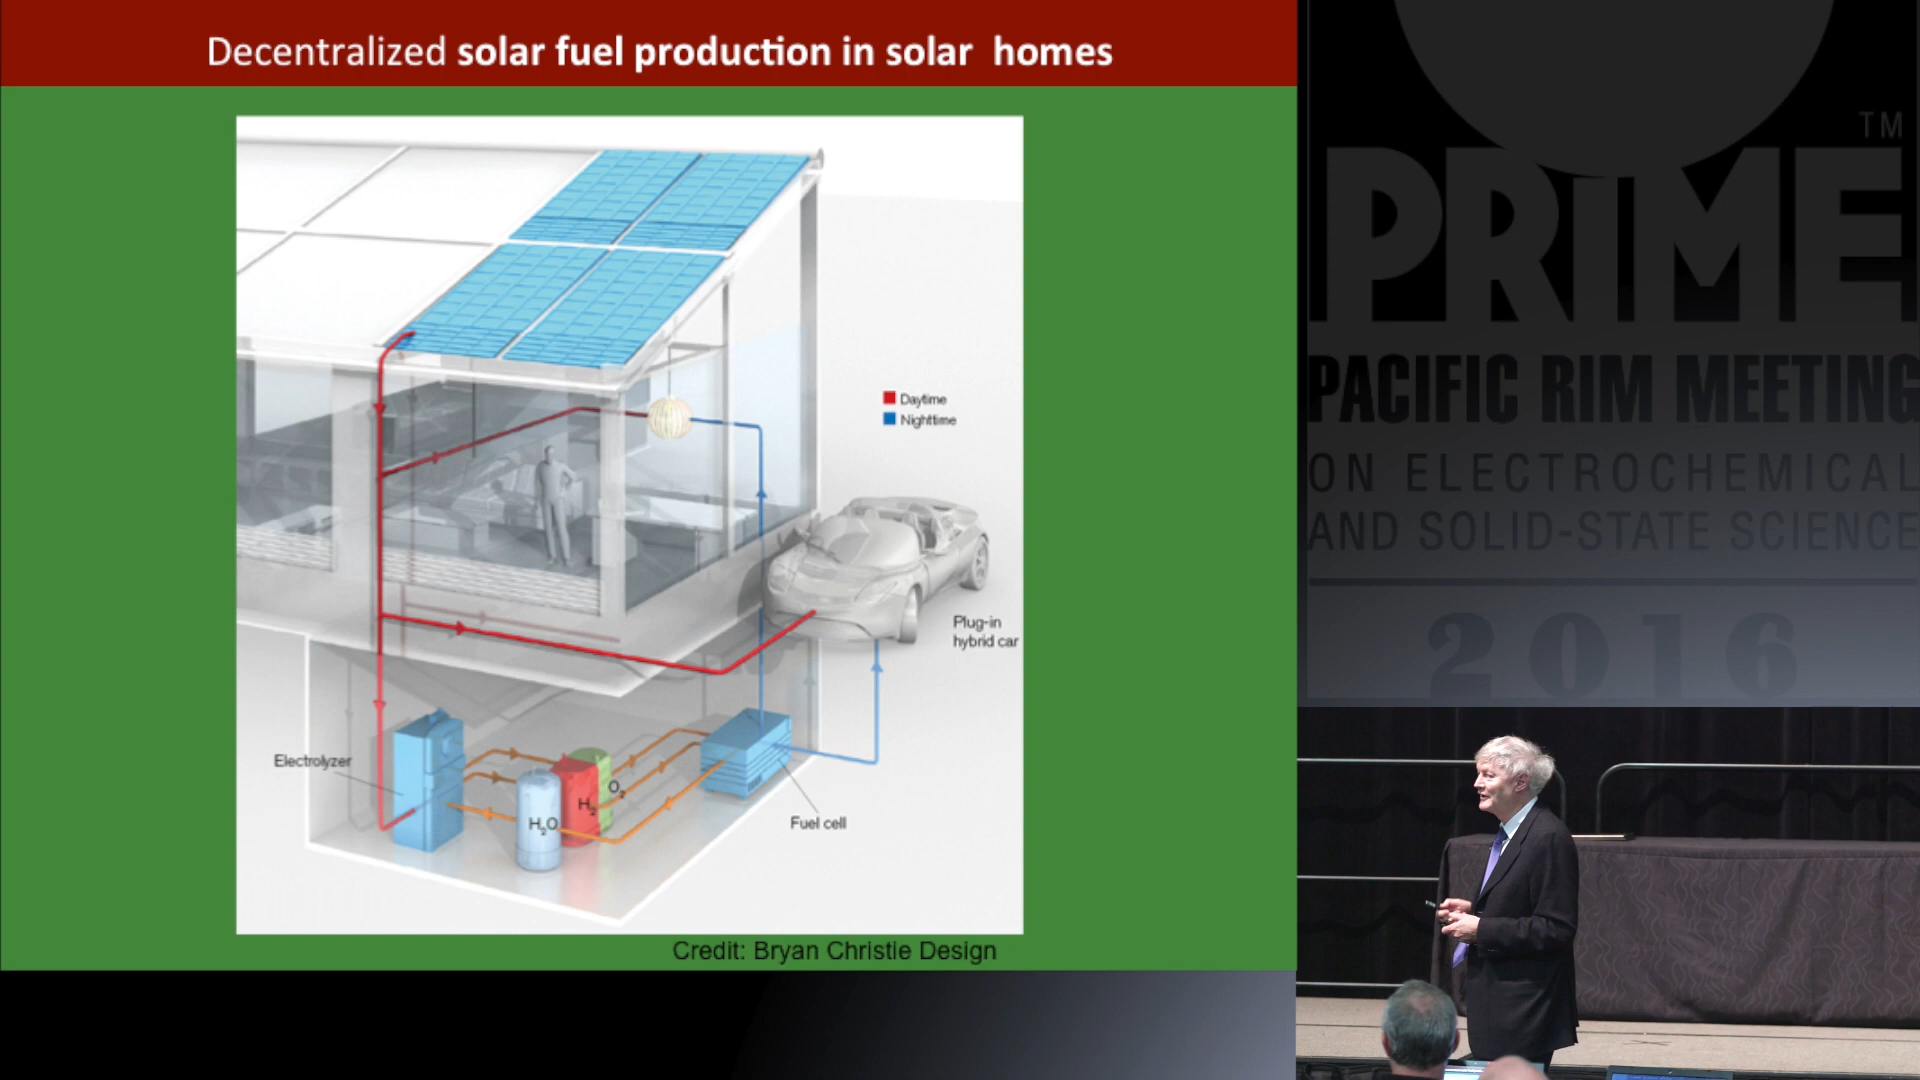 Decentralized solar fuel production in solar homes
Daytime
Nighttime
Plug-in
hybrid car
Electrolyzer
H2O
H2
O2
Fuel cell
Credit: Bryan Christie Design
TM
PRiME
PACIFIC RIM MEETING
ON ELECTROCHEMICAL
AND SOLID-STATE SCIENCE
2016